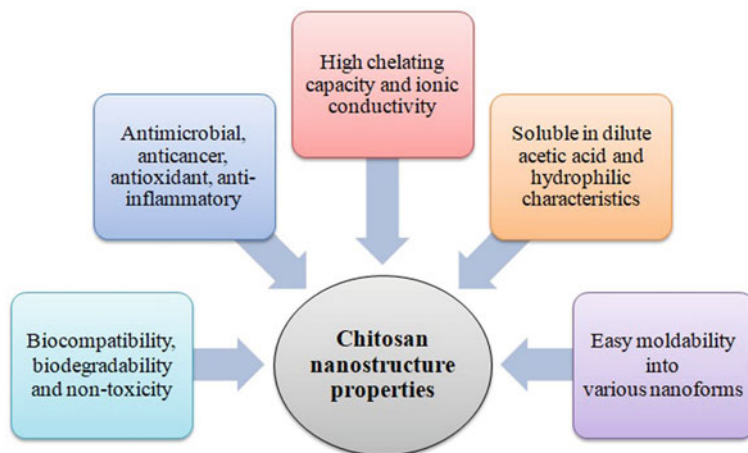 High chelating
capacity and ionic
conductivity
Antimicrobial,
anticancer,
antioxidant, anti-
inflammatory
Soluble in dilute
acetic acid and
hydrophilic
characteristics
Biocompatibility,
biodegradability
and non-toxicity
Chitosan
nanostructure
properties
Easy moldability
into
various nanoforms